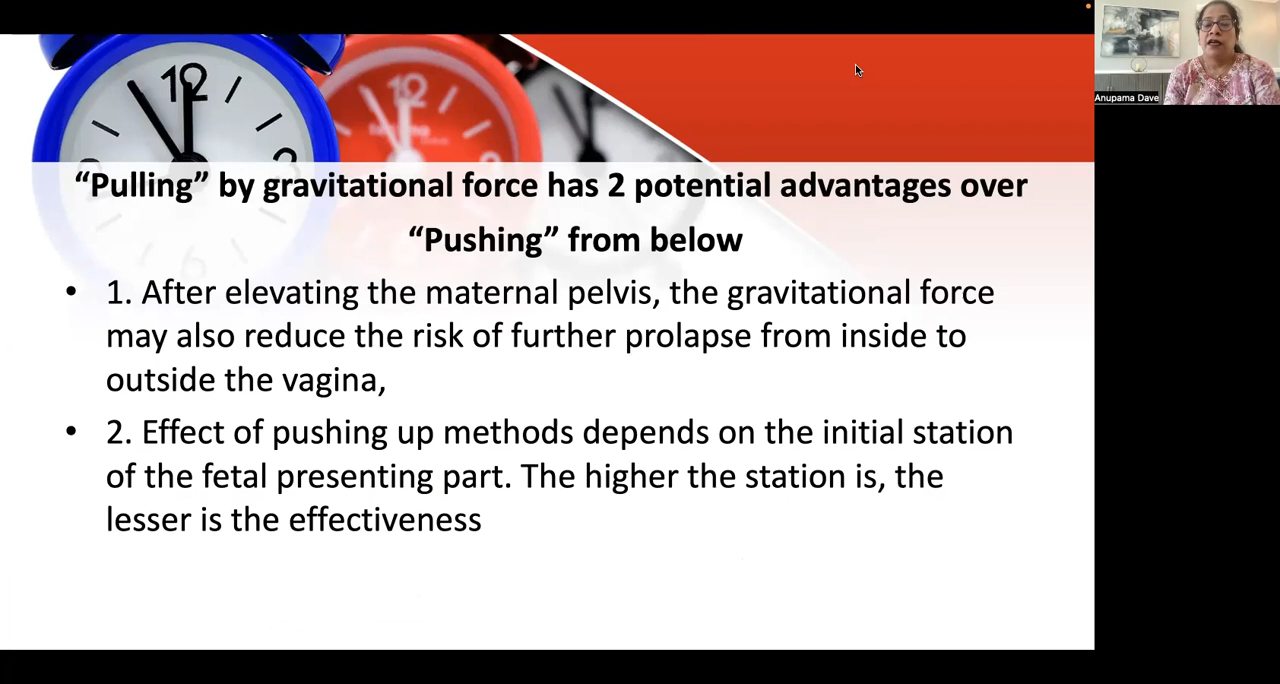 12
12
Anupama Dave
“Pulling” by gravitational force has 2 potential advantages over
“Pushing” from below
• 1. After elevating the maternal pelvis, the gravitational force
may also reduce the risk of further prolapse from inside to
outside the vagina,
• 2. Effect of pushing up methods depends on the initial station
of the fetal presenting part. The higher the station is, the
lesser is the effectiveness